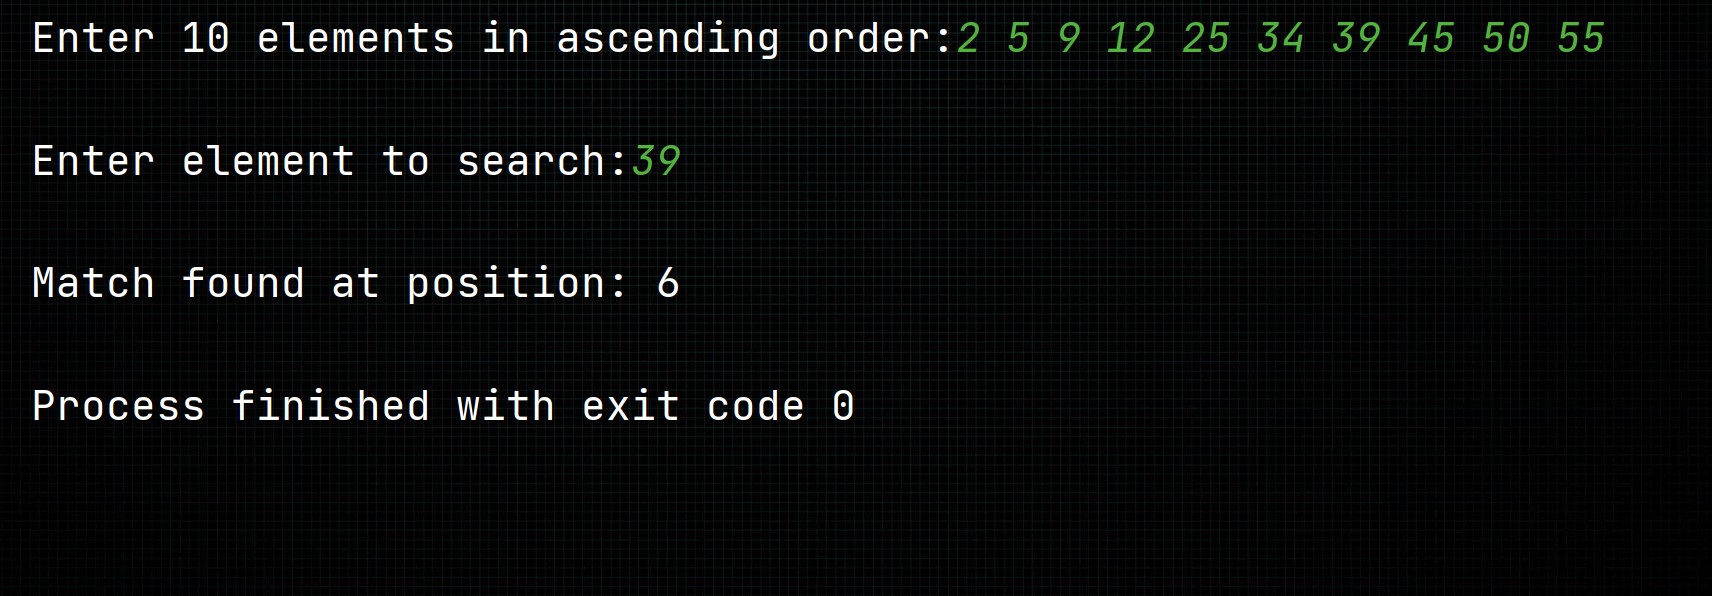 Enter 10 elements in ascending order:2 5 9 12 25 34 39 45 50 55
Enter element to search:39
Match found at position: 6
Process finished with exit code 0